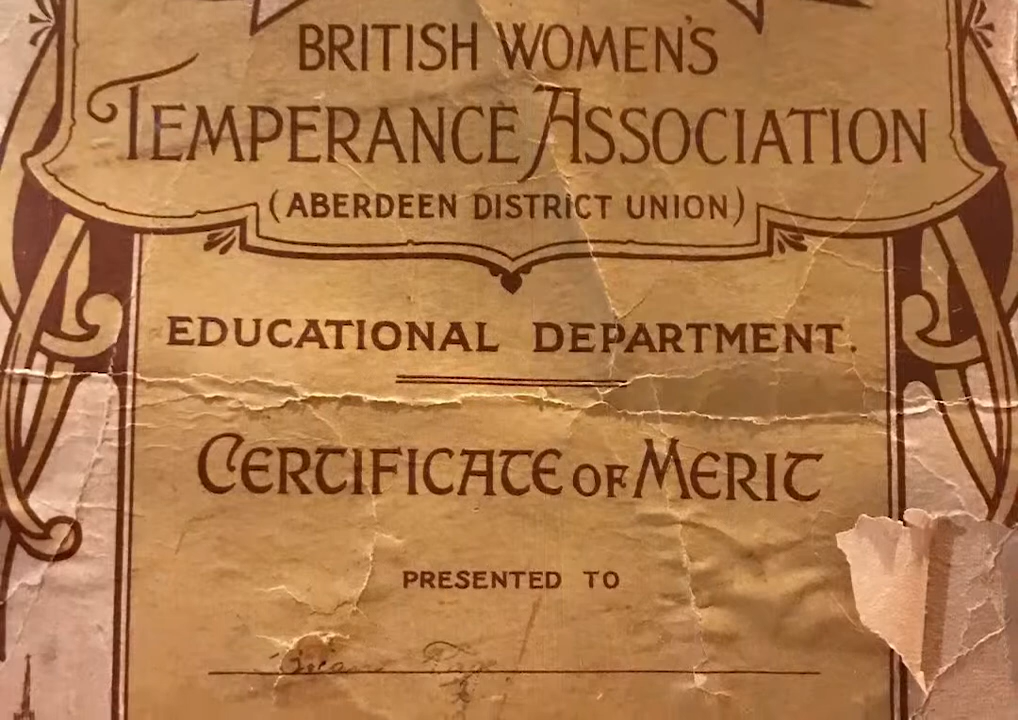 BRITISH WOMEN'S
TEMPERANCE ASSOCIATION
(ABERDEEN DISTRICT UNION)
EDUCATIONAL DEPARTMENT.
CERTIFICATE OF MERIT
PRESENTED TO